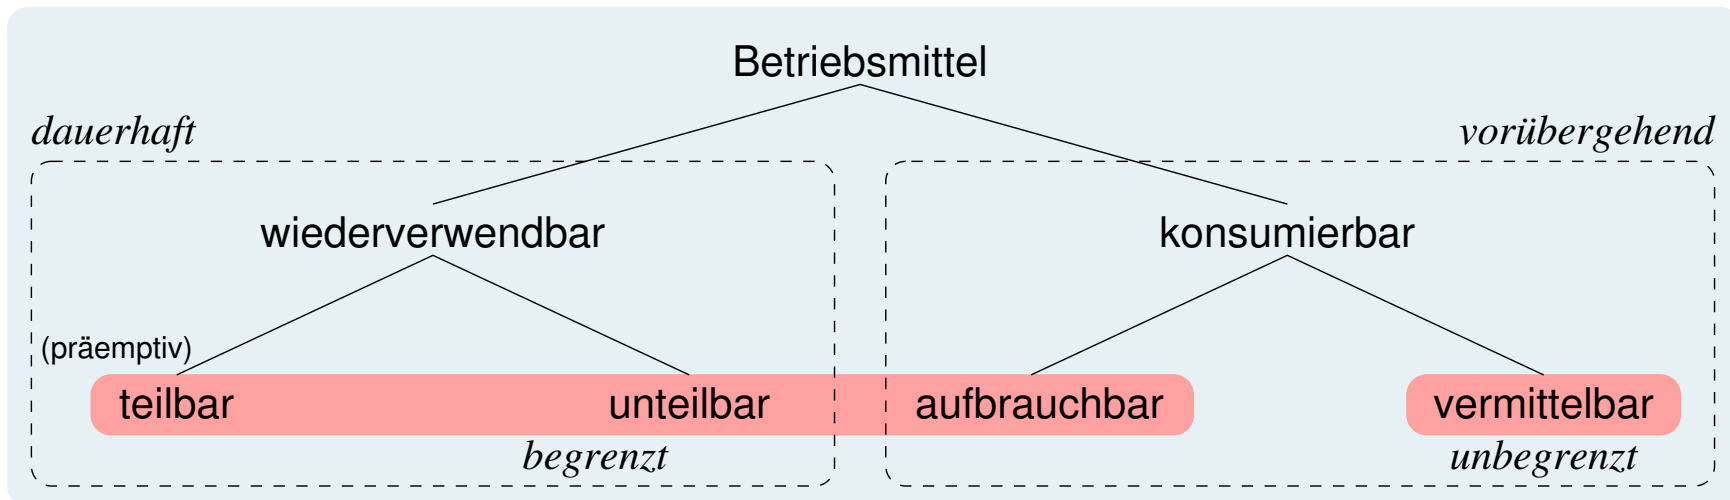 Betriebsmittel
dauerhaft
vorübergehend
wiederverwendbar
konsumierbar
(präemptiv)
teilbar
unteilbar
aufbrauchbar
vermittelbar
begrenzt
unbegrenzt